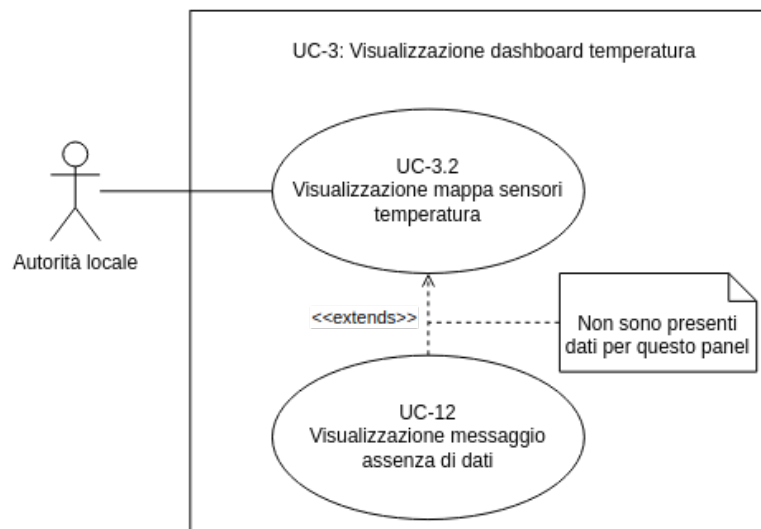 UC-3: Visualizzazione dashboard temperatura
UC-3.2
Visualizzazione mappa sensori
temperatura
Autorità locale
<<extends>>
Non sono presenti
dati per questo panel
UC-12
Visualizzazione messaggio
assenza di dati